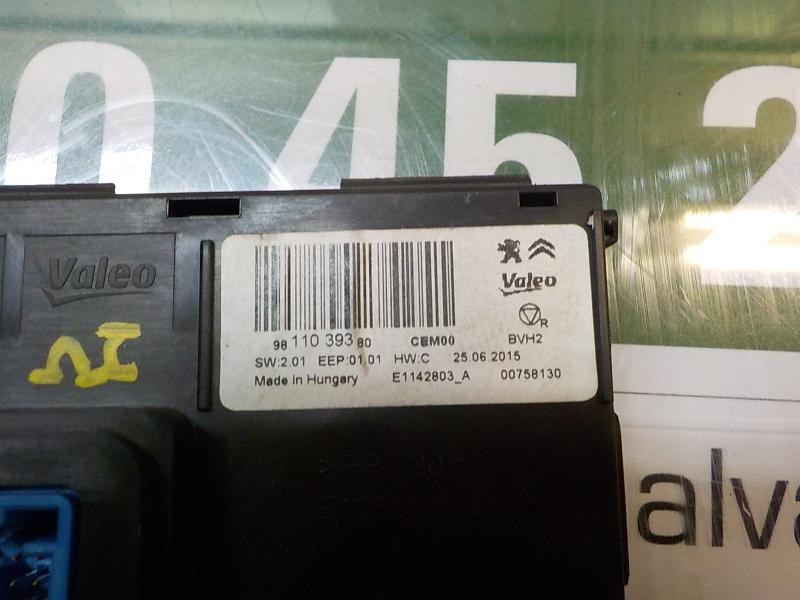 0 45 2
Valeo
Valeo
R
98 110 393 80 CEM00 BVH2
SW:2.01 EEP:01.01 HW:C 25.06.2015
Made in Hungary E1142803_A 00758130
>PP T20<
alva